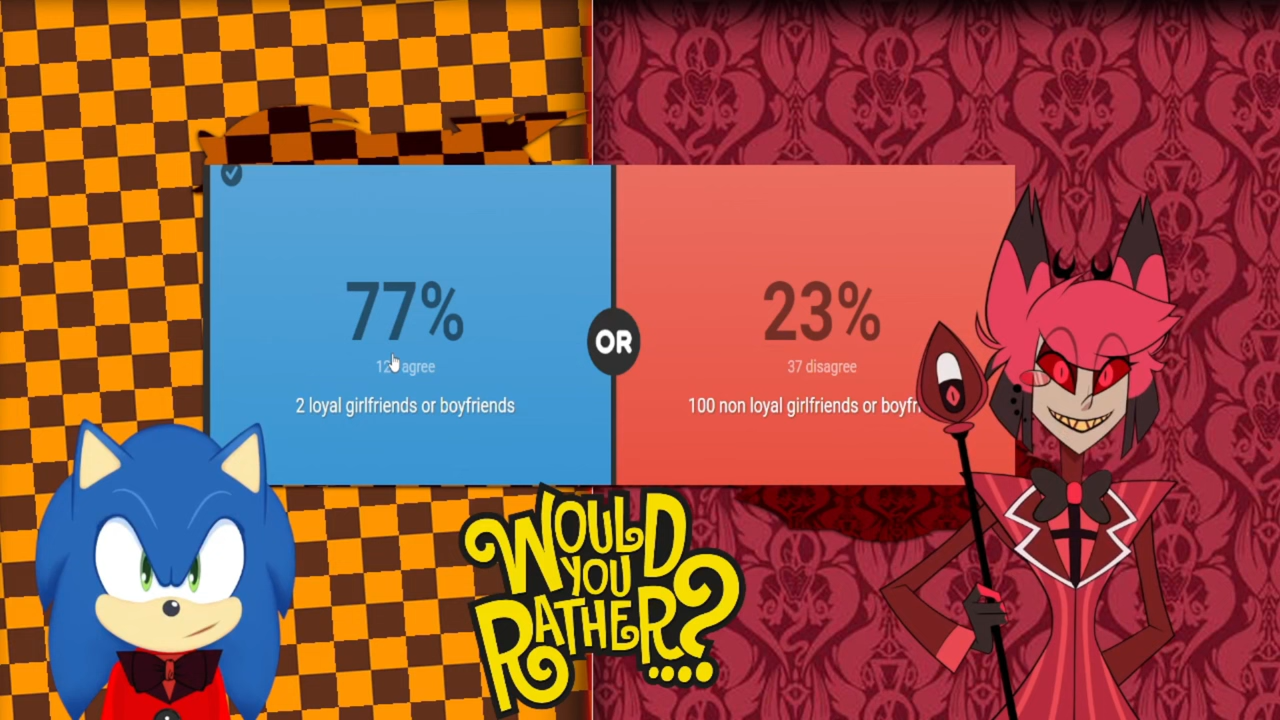 77%
agree
2 loyal girlfriends or boyfriends
OR
23%
37 disagree
100 non loyal girlfriends or
WOULD
YOU
RATHER...?